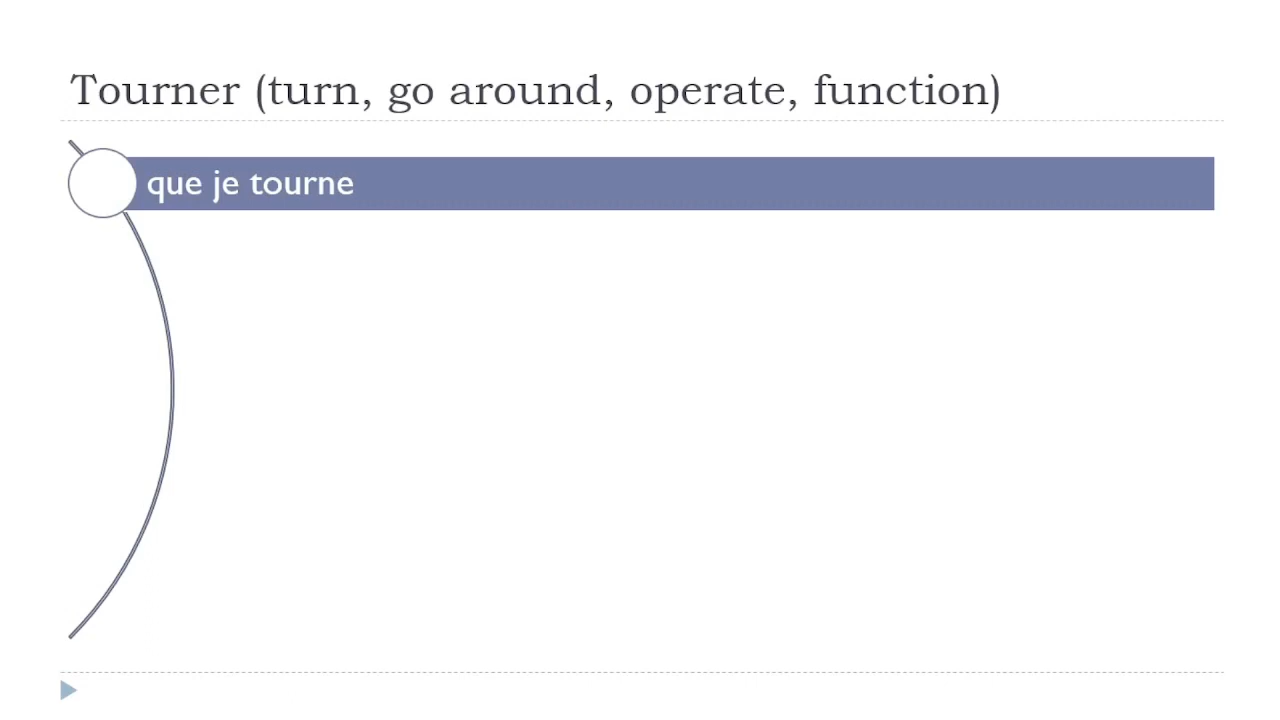 Tourner (turn, go around, operate, function)
que je tourne